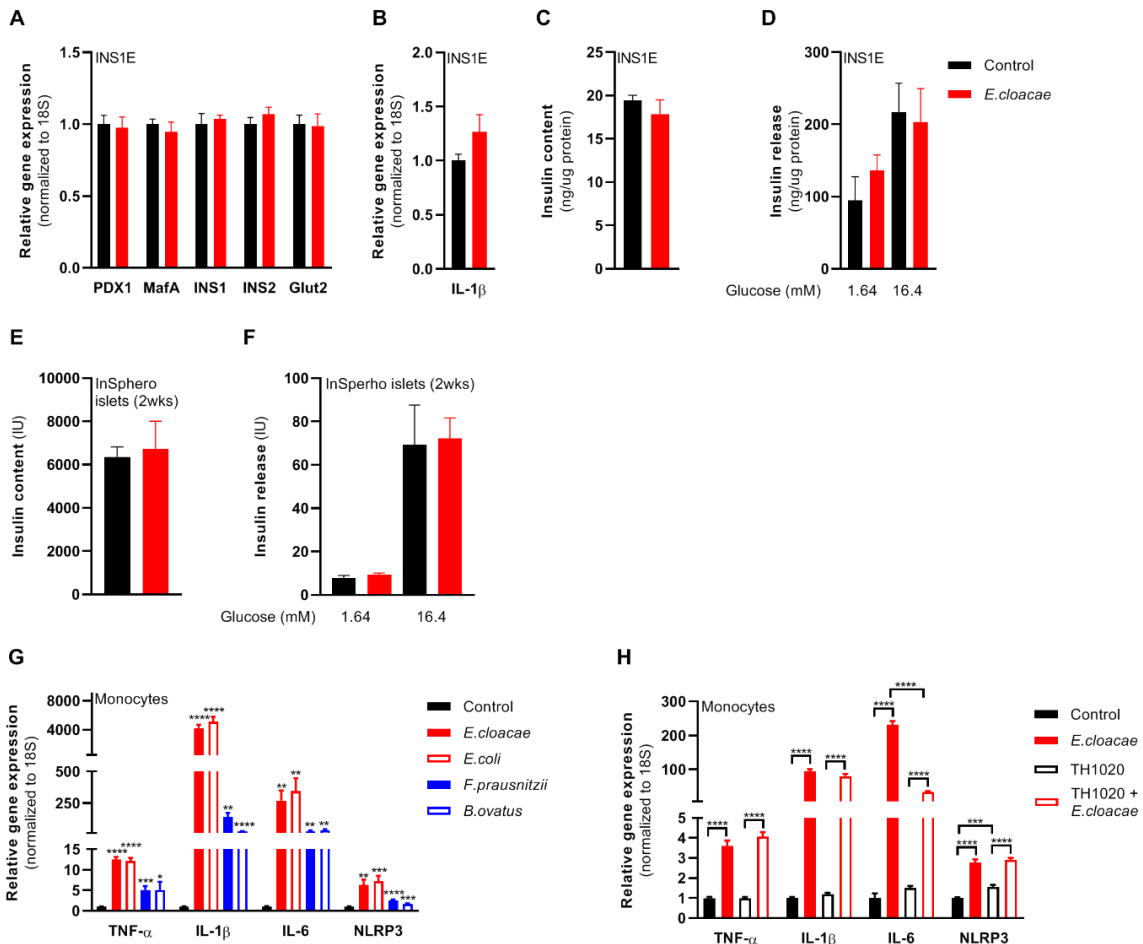 A
Relative gene expression
(normalized to 18S)
INS1E
1.5
1.0
0.5
0.0
PDX1 MafA INS1 INS2 Glut2
B
Relative gene expression
(normalized to 18S)
INS1E
2.0
1.5
1.0
0.5
0.0
IL-1β
C
Insulin content
(ng/ug protein)
INS1E
25
20
15
10
5
0
D
Insulin release
(ng/ug protein)
INS1E
300
200
100
0
Glucose (mM) 1.64 16.4
Control
E.cloacae
E
Insulin content (IU)
InSphero
islets (2wks)
10000
8000
6000
4000
2000
0
F
Insulin release (IU)
InSperho islets (2wks)
100
80
60
40
20
0
Glucose (mM) 1.64 16.4
G
Relative gene expression
(normalized to 18S)
Monocytes
8000
4000
500
250
15
10
5
0
**** ****
** ****
** **
** **
**** ****
*** *
** ***
**** ***
TNF-α IL-1β IL-6 NLRP3
Control
E.cloacae
E.coli
F.prausnitzii
B.ovatus
H
Relative gene expression
(normalized to 18S)
Monocytes
300
200
100
5
4
3
2
1
0
****
****
**** ****
****
**** ****
***
**** ****
TNF-α IL-1β IL-6 NLRP3
Control
E.cloacae
TH1020
TH1020 +
E.cloacae